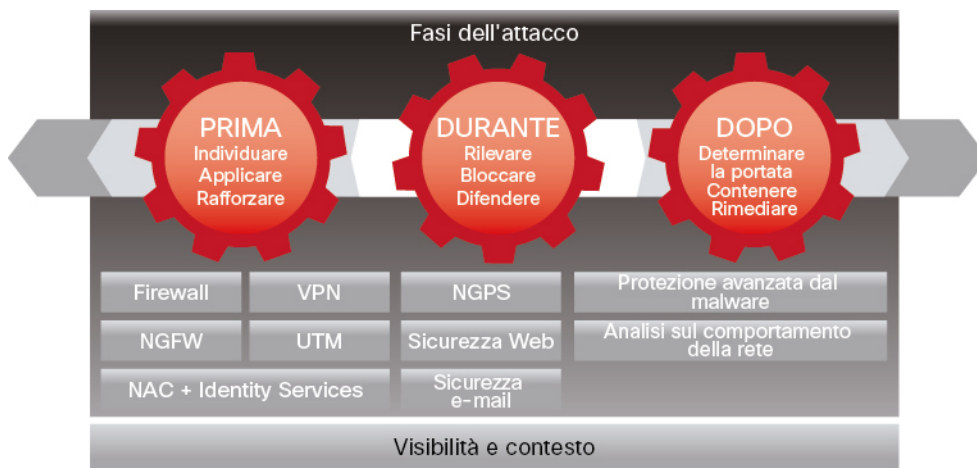 Fasi dell'attacco
PRIMA
Individuare
Applicare
Rafforzare
DURANTE
Rilevare
Bloccare
Difendere
DOPO
Determinare
la portata
Contenere
Rimediare
Firewall
VPN
NGPS
Protezione avanzata dal
malware
NGFW
UTM
Sicurezza Web
Analisi sul comportamento
della rete
NAC + Identity Services
Sicurezza
e-mail
Visibilità e contesto